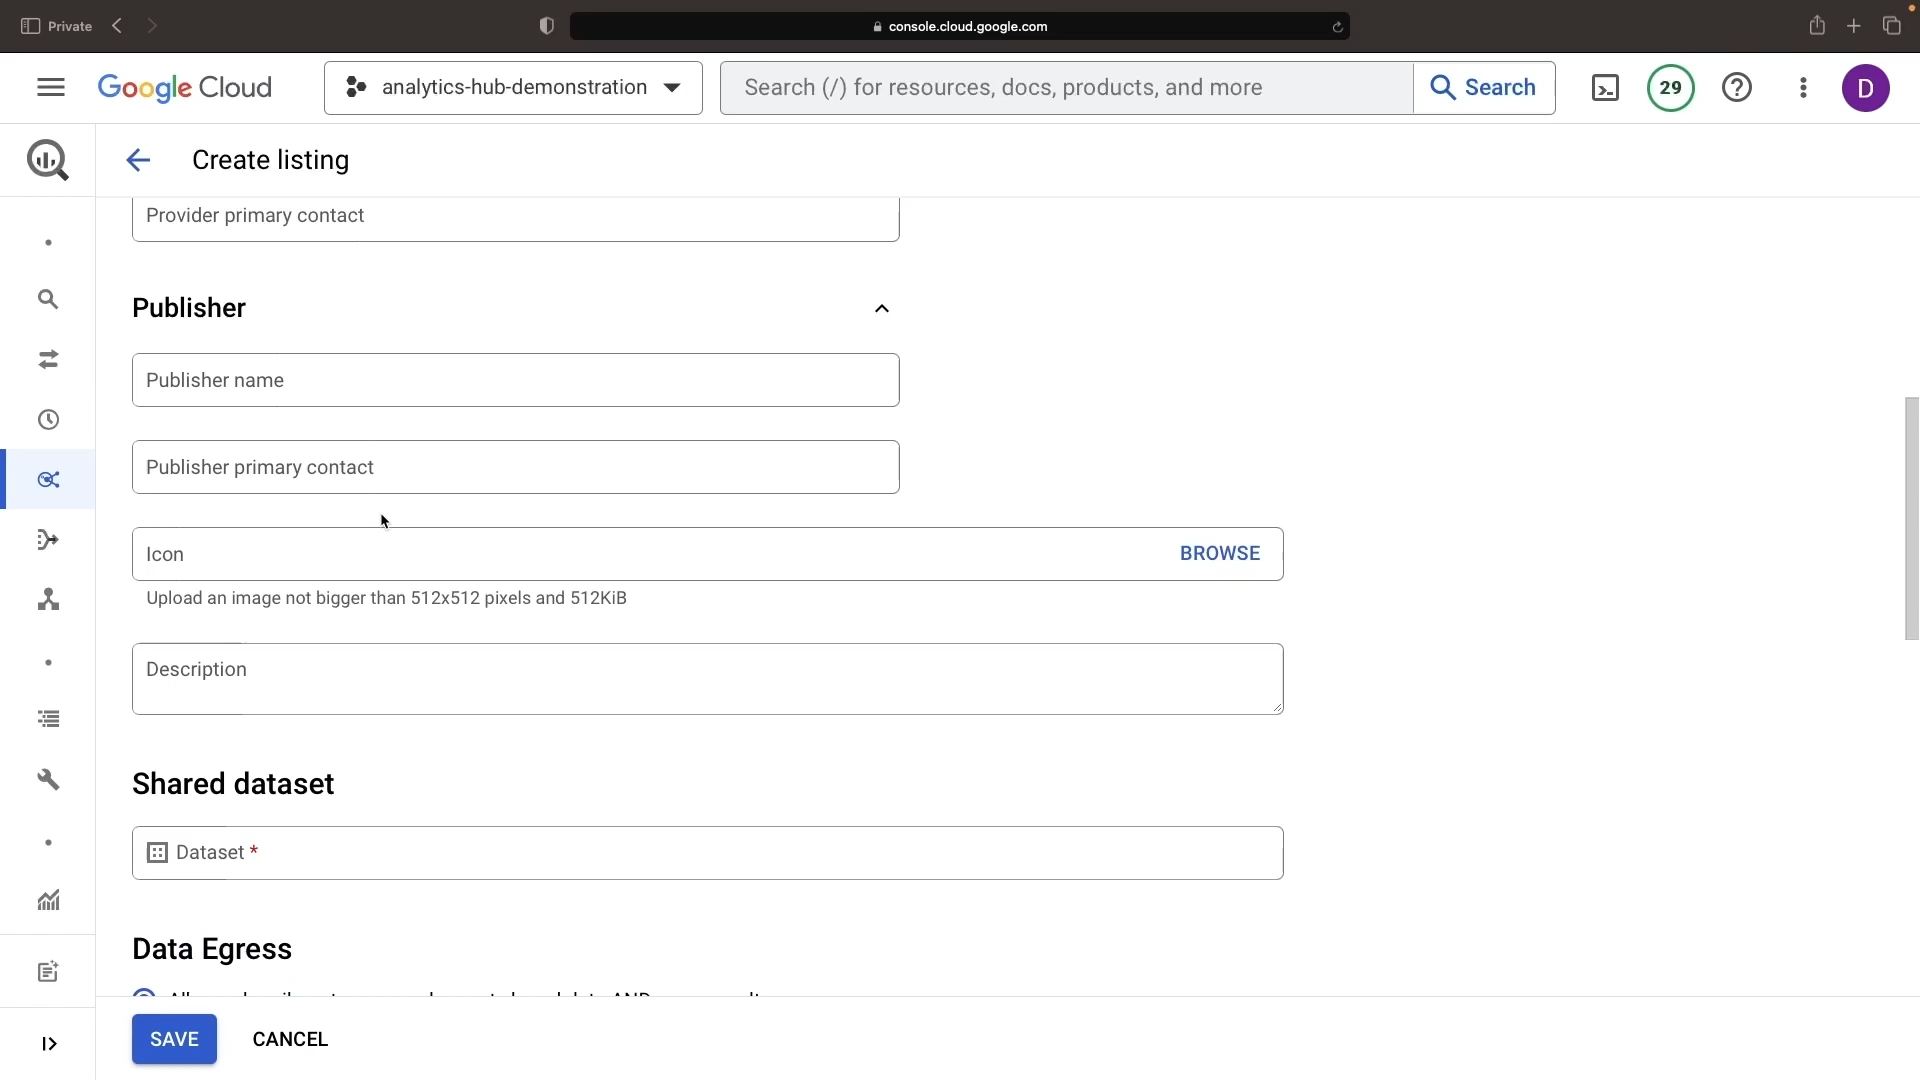 Private
console.cloud.google.com
Google Cloud
analytics-hub-demonstration
Search (/) for resources, docs, products, and more
Search
29
D
Create listing
Provider primary contact
Publisher
Publisher name
Publisher primary contact
Icon
BROWSE
Upload an image not bigger than 512x512 pixels and 512KiB
Description
Shared dataset
Dataset *
Data Egress
AND
SAVE
CANCEL